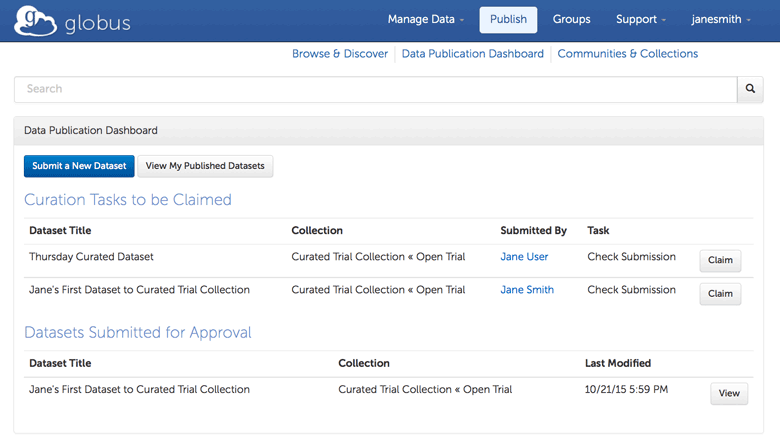 g globus Manage Data Publish Groups Support janesmith
Browse & Discover Data Publication Dashboard Communities & Collections
Search
Data Publication Dashboard
Submit a New Dataset View My Published Datasets
Curation Tasks to be Claimed
Dataset Title Collection Submitted By Task
Thursday Curated Dataset Curated Trial Collection « Open Trial Jane User Check Submission Claim
Jane's First Dataset to Curated Trial Collection Curated Trial Collection « Open Trial Jane Smith Check Submission Claim
Datasets Submitted for Approval
Dataset Title Collection Last Modified
Jane's First Dataset to Curated Trial Collection Curated Trial Collection « Open Trial 10/21/15 5:59 PM View